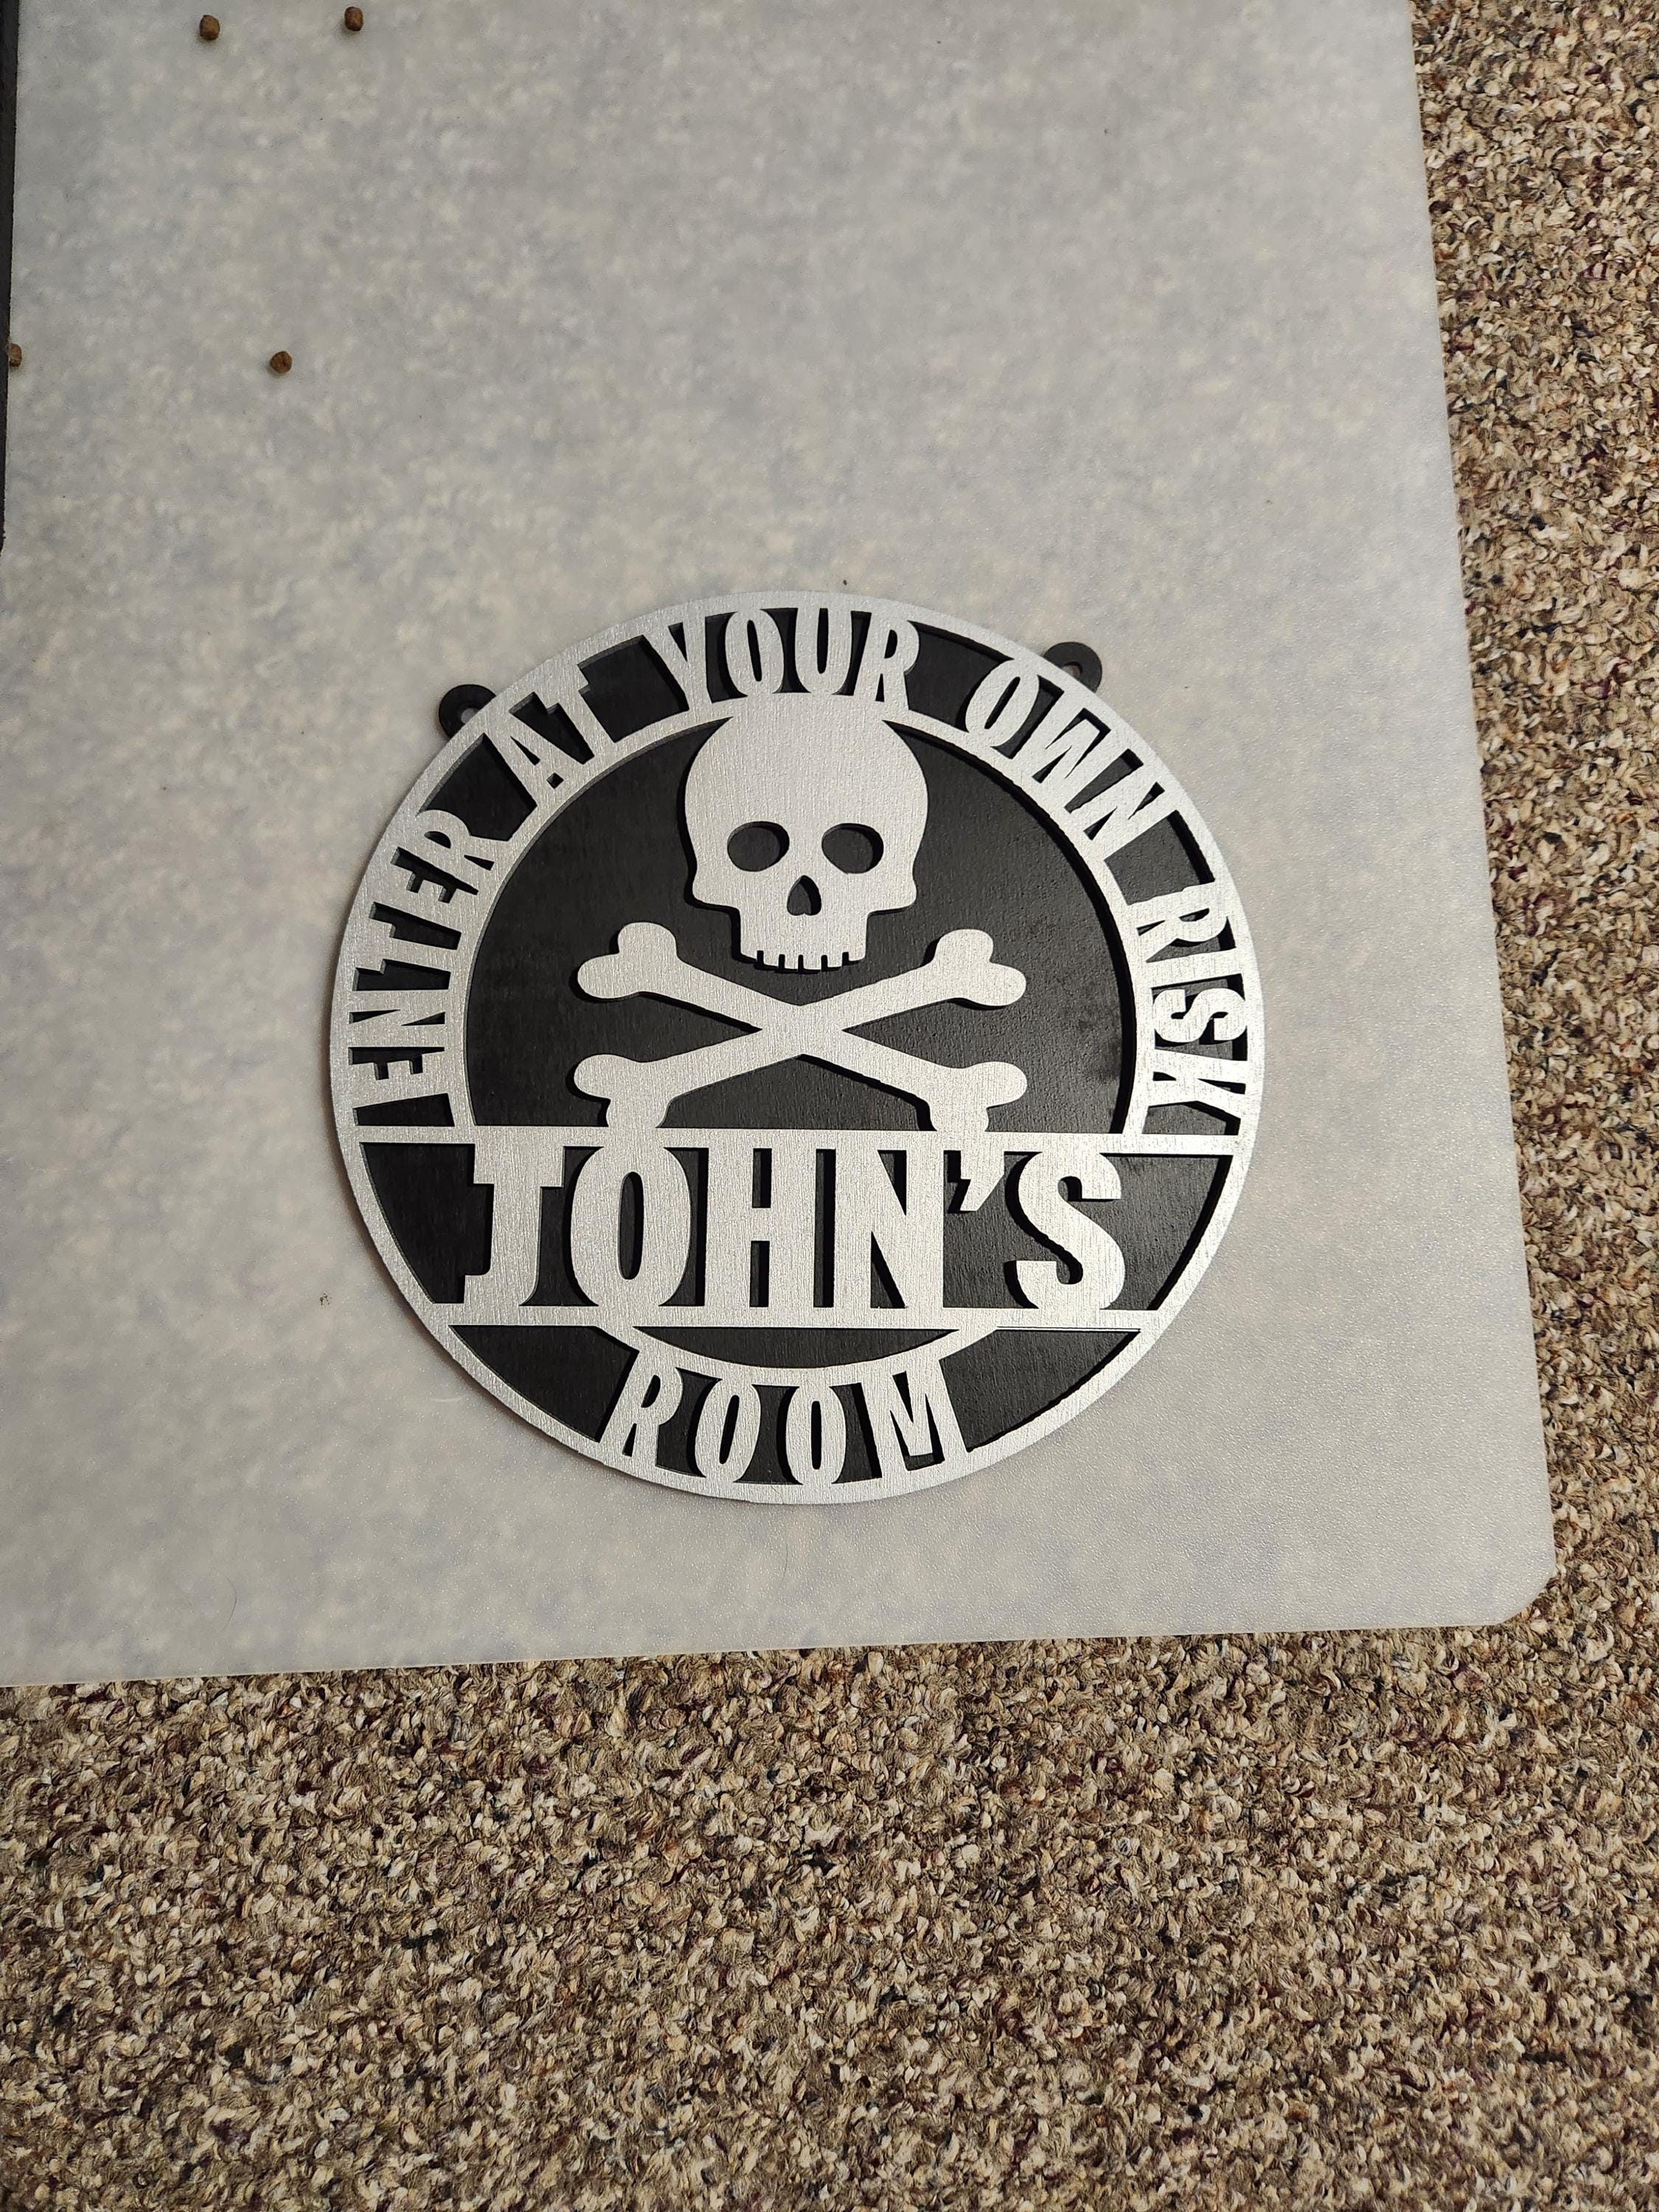 ENTER AT YOUR OWN RISK
JOHN'S
ROOM